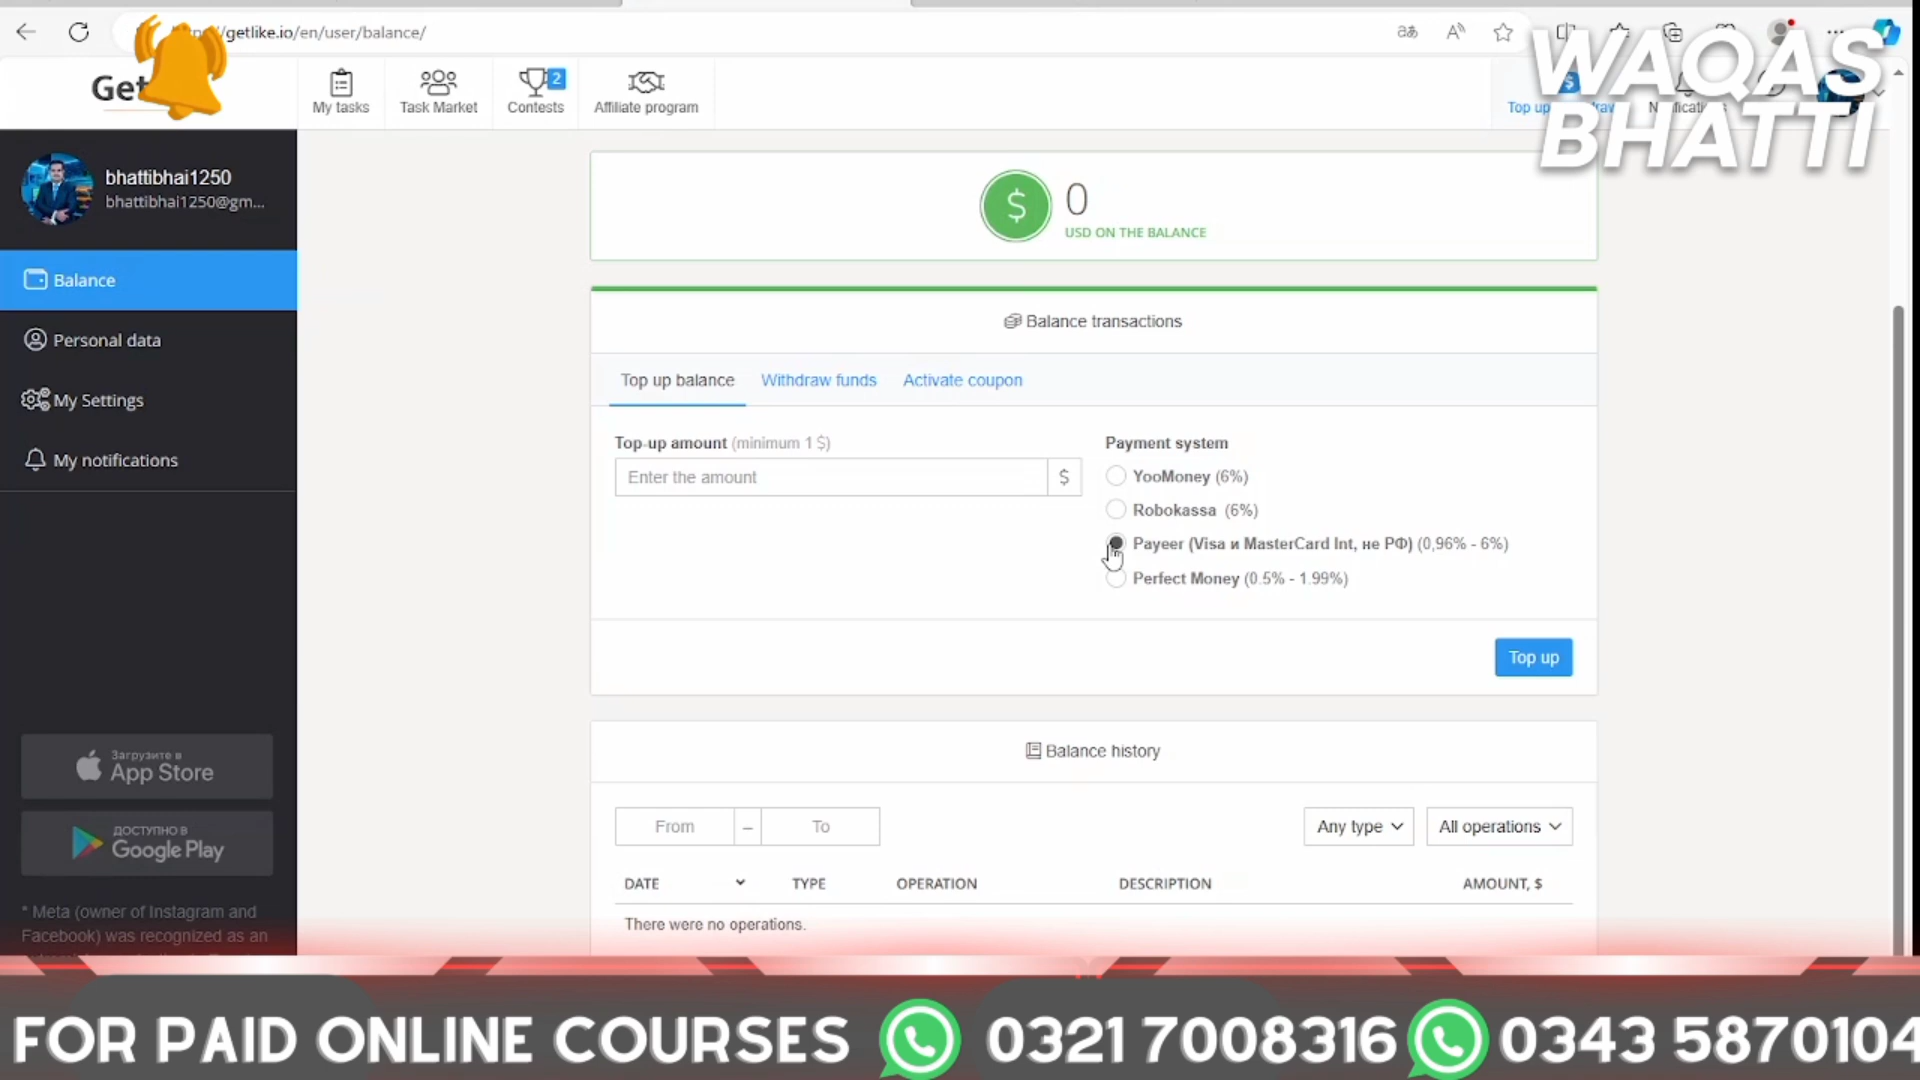 getlike.io/en/user/balance/
Get
My tasks
Task Market
2
Contests
Affiliate program
Top up
WAQAS
BHATTI
bhattibhai1250
bhattibhai1250@gm...
Balance
Personal data
My Settings
My notifications
Загрузите в
App Store
ДОСТУПНО В
Google Play
* Meta (owner of Instagram and
Facebook) was recognized as an
$ 0
USD ON THE BALANCE
Balance transactions
Top up balance
Withdraw funds
Activate coupon
Top-up amount (minimum 1 $)
Enter the amount
$
Payment system
YooMoney (6%)
Robokassa (6%)
Payeer (Visa и MasterCard Int, не РФ) (0,96% - 6%)
Perfect Money (0.5% - 1.99%)
Top up
Balance history
From – To
Any type
All operations
DATE TYPE OPERATION DESCRIPTION AMOUNT, $
There were no operations.
FOR PAID ONLINE COURSES 0321 7008316 0343 5870104